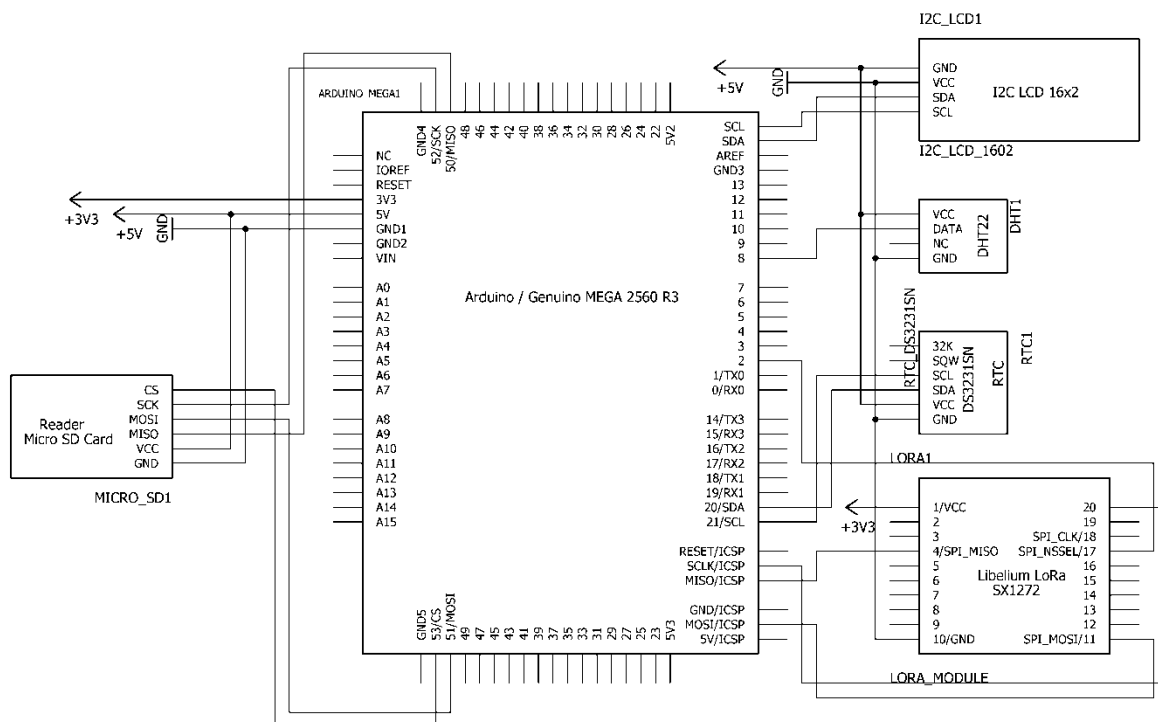 I2C_LCD1
GND
VCC
SDA
SCL
I2C LCD 16x2
I2C_LCD_1602
+5V
GND
ARDUINO MEGA1
GND4
52/SCK
50/MISO
48
46
44
42
40
38
36
34
32
30
28
26
24
22
5V2
NC
IOREF
RESET
3V3
5V
GND1
GND2
VIN
A0
A1
A2
A3
A4
A5
A6
A7
A8
A9
A10
A11
A12
A13
A14
A15
+3V3
+5V
GND
Arduino / Genuino MEGA 2560 R3
SCL
SDA
AREF
GND3
13
12
11
10
9
8
7
6
5
4
3
2
1/TX0
0/RX0
14/TX3
15/RX3
16/TX2
17/RX2
18/TX1
19/RX1
20/SDA
21/SCL
RESET/ICSP
SCLK/ICSP
MISO/ICSP
GND/ICSP
MOSI/ICSP
5V/ICSP
GND5
53/CS
51/MOSI
49
47
45
43
41
39
37
35
33
31
29
27
25
23
5V3
Reader
Micro SD Card
CS
SCK
MOSI
MISO
VCC
GND
MICRO_SD1
VCC
DATA
NC
GND
DHT22
DHT1
RTC_DS3231SN
32K
SQW
SCL
SDA
VCC
GND
DS3231SN
RTC
RTC1
LORA1
+3V3
1/VCC
2
3
4/SPI_MISO
5
6
7
8
9
10/GND
Libelium LoRa
SX1272
20
19
SPI_CLK/18
SPI_NSSEL/17
16
15
14
13
12
SPI_MOSI/11
LORA_MODULE